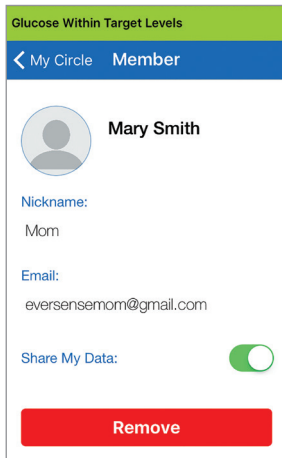 Glucose Within Target Levels
My Circle Member
Mary Smith
Nickname:
Mom
Email:
eversensemom@gmail.com
Share My Data:
Remove